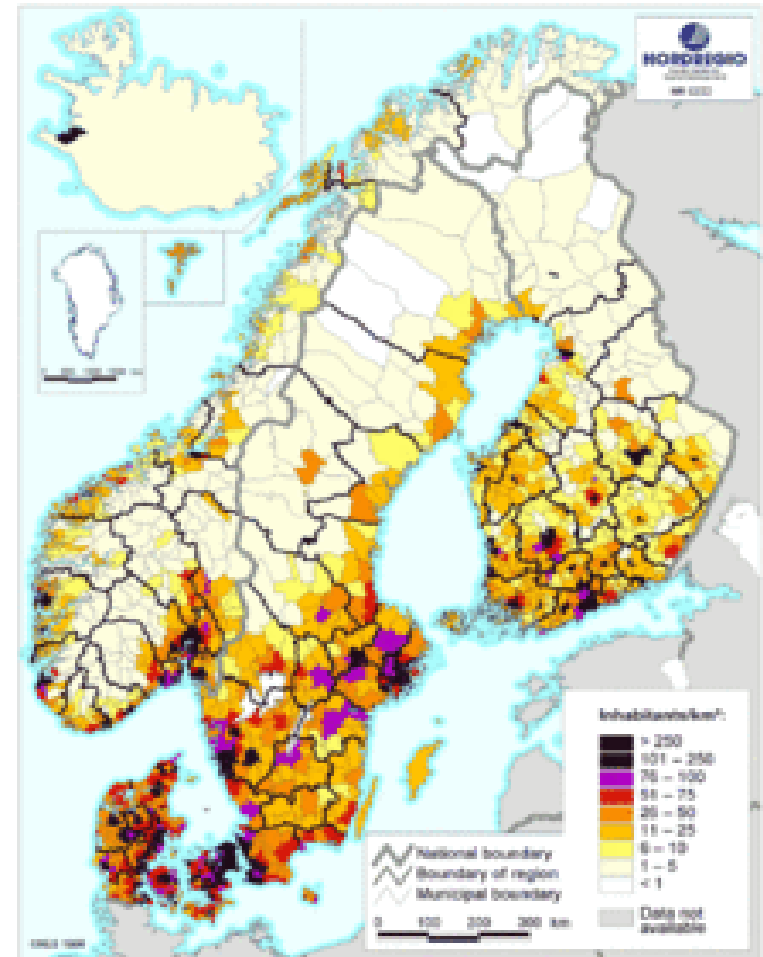 NORDREGIO
Inhabitants/km²:
> 250
101 – 250
76 – 100
51 – 75
26 – 50
11 – 25
6 – 10
1 – 5
< 1
Data not
available
National boundary
Boundary of region
Municipal boundary
0 100 200 300 km